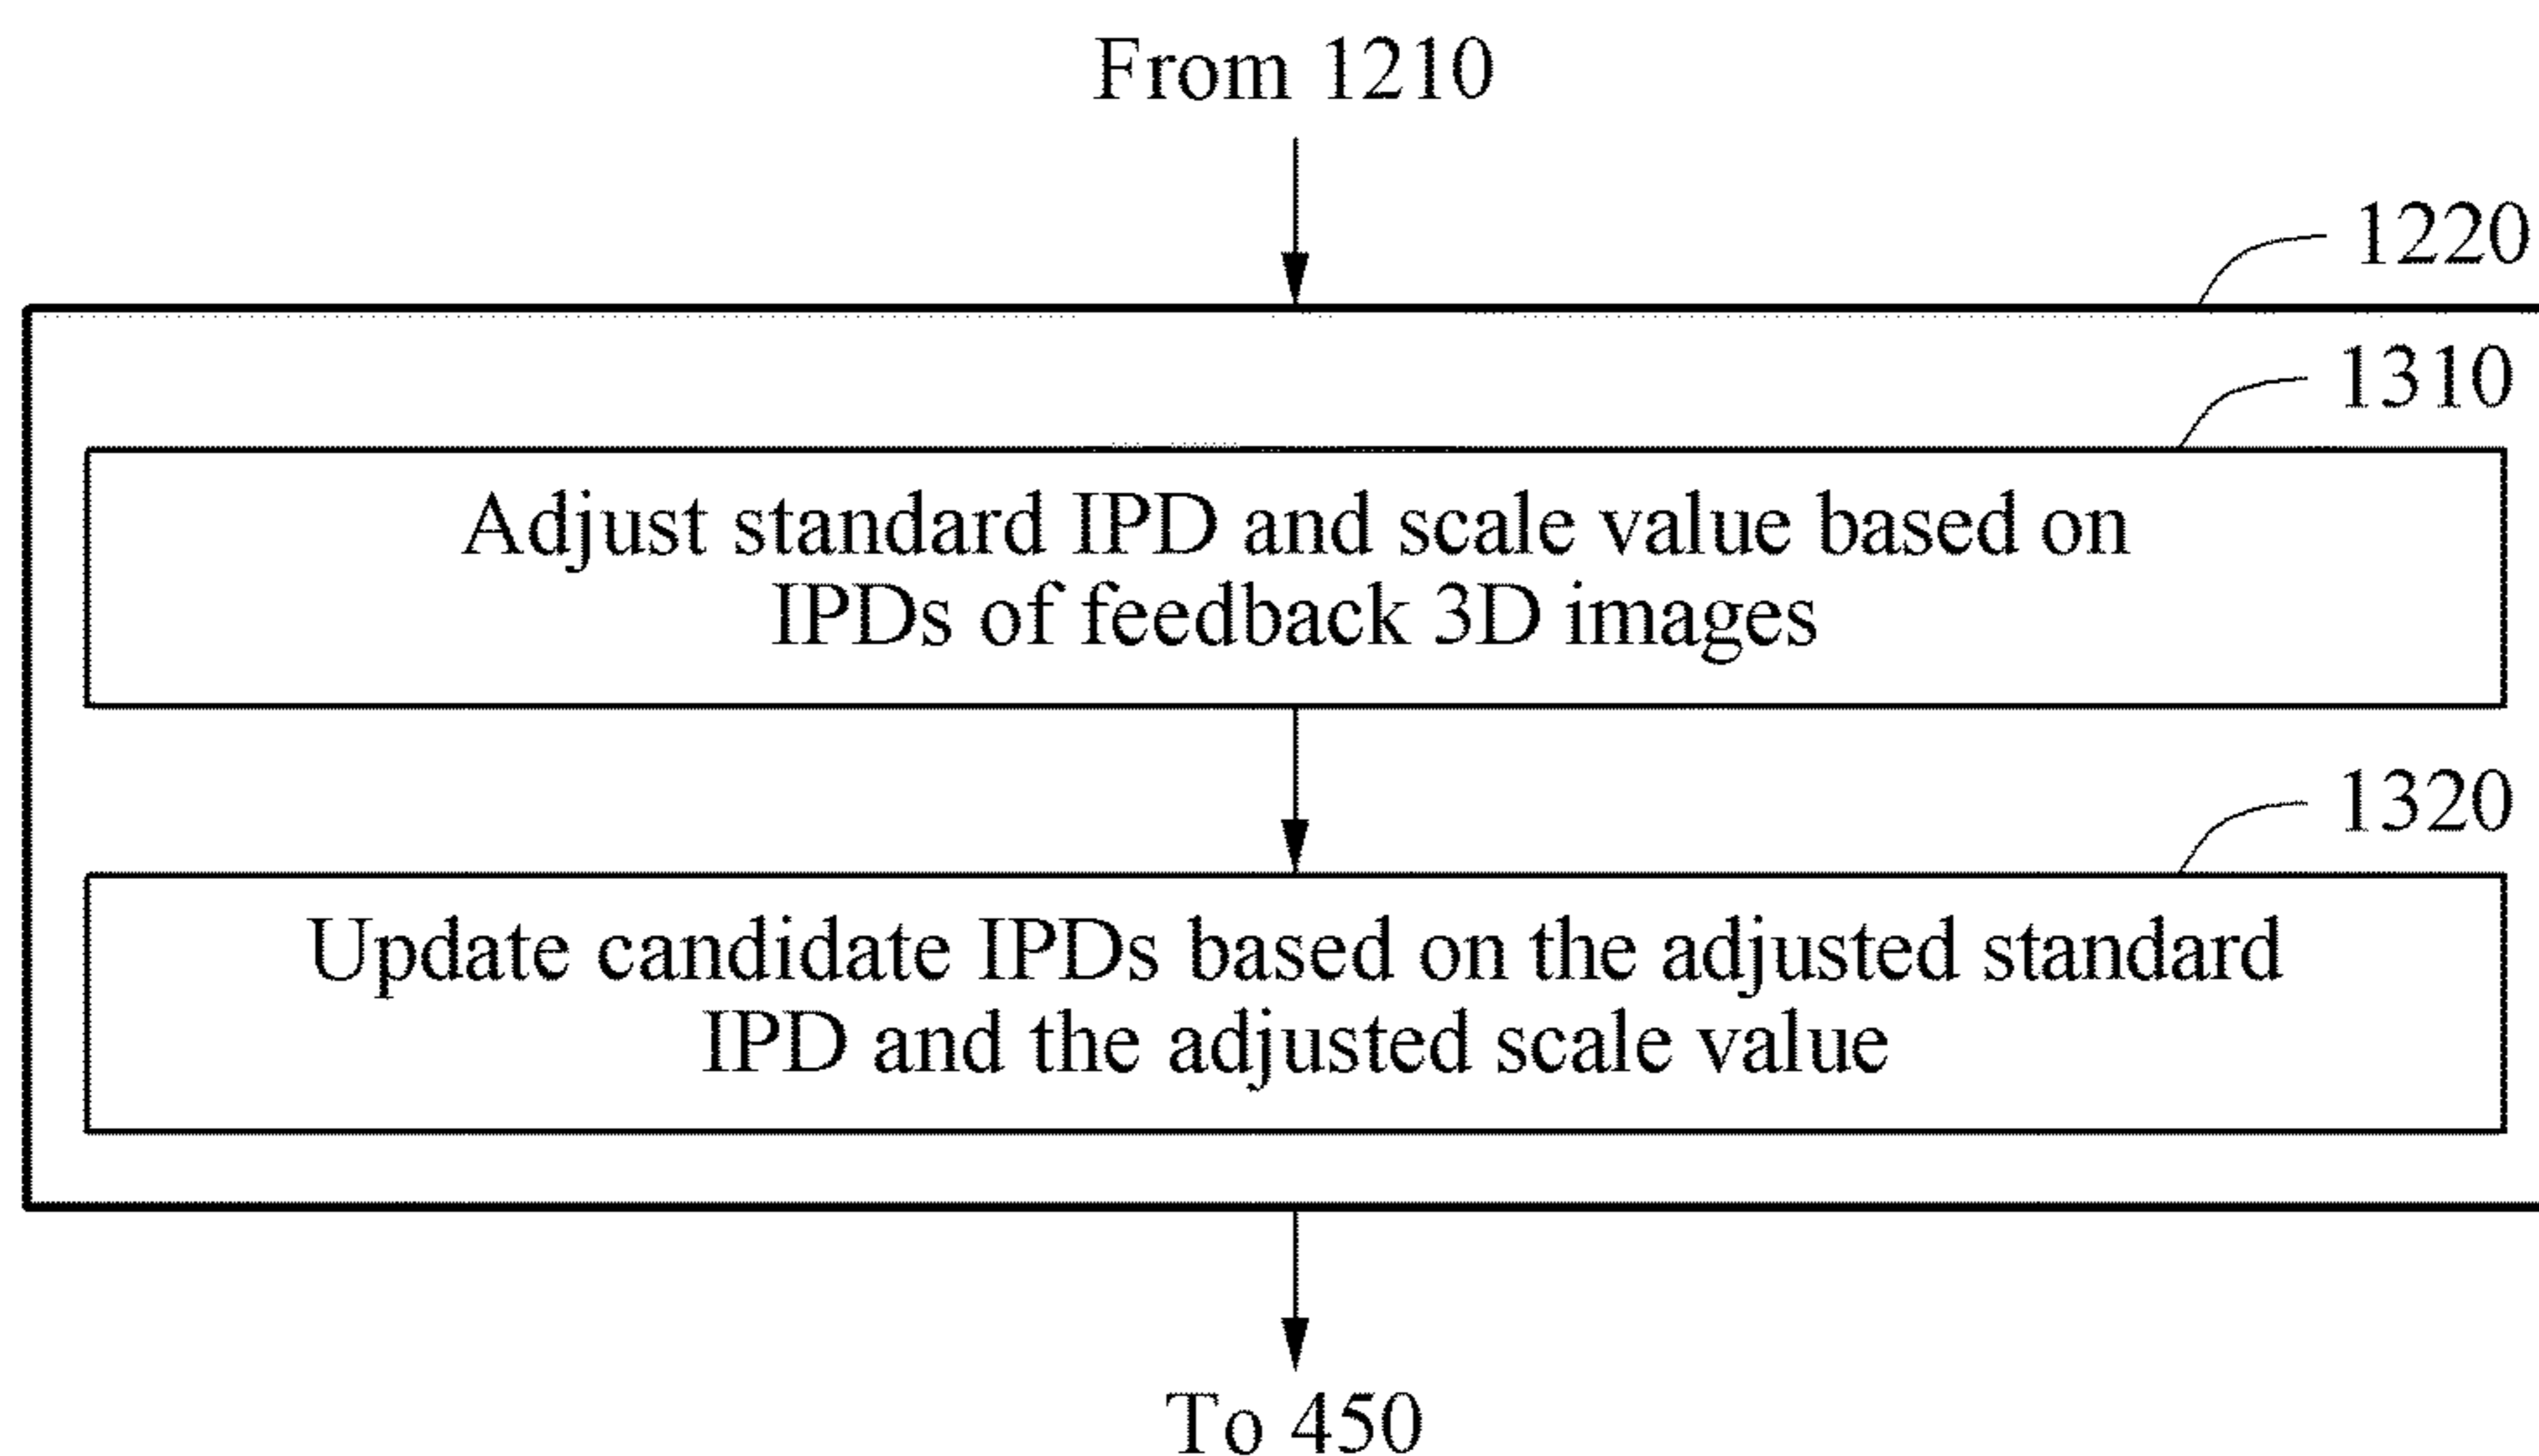 From 1210
1220
1310
Adjust standard IPD and scale value based on
IPDs of feedback 3D images
1320
Update candidate IPDs based on the adjusted standard
IPD and the adjusted scale value
To 450